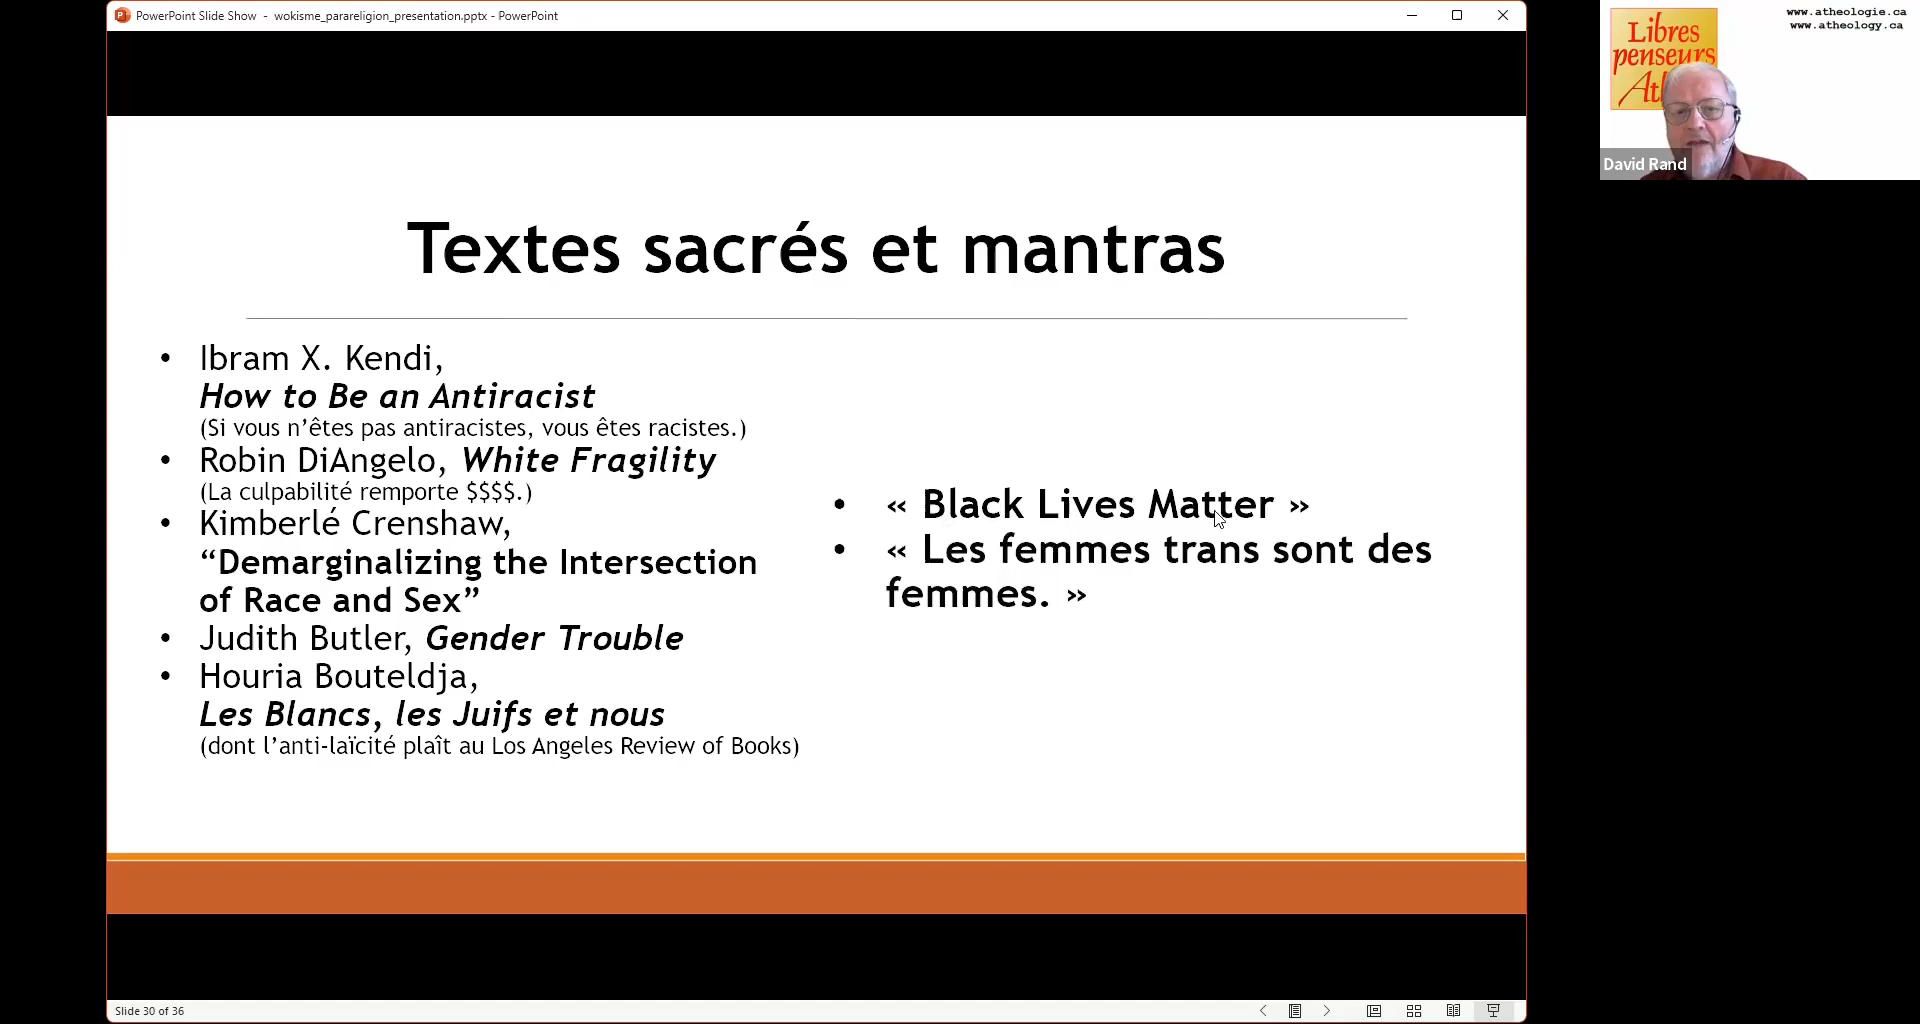 PowerPoint Slide Show - wokisme_parareligion_presentation.pptx - PowerPoint
Textes sacrés et mantras
• Ibram X. Kendi,
How to Be an Antiracist
(Si vous n’êtes pas antiracistes, vous êtes racistes.)
• Robin DiAngelo, White Fragility
(La culpabilité remporte $$$$.)
• Kimberlé Crenshaw,
“Demarginalizing the Intersection
of Race and Sex”
• Judith Butler, Gender Trouble
• Houria Bouteldja,
Les Blancs, les Juifs et nous
(dont l’anti-laïcité plaît au Los Angeles Review of Books)
• « Black Lives Matter »
• « Les femmes trans sont des
femmes. »
Slide 30 of 36
Libres
penseurs
www.atheologie.ca
www.atheology.ca
David Rand